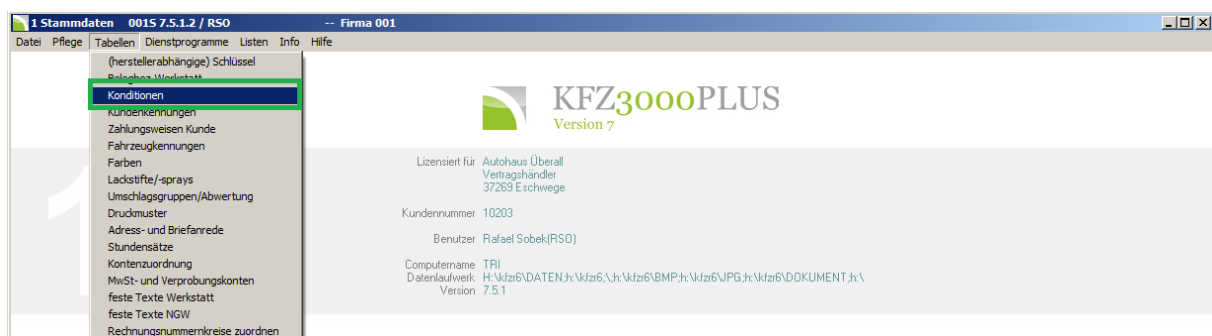 1 Stammdaten 001S 7.5.1.2 / RSO -- Firma 001
Datei Pflege Tabellen Dienstprogramme Listen Info Hilfe
(herstellerabhängige) Schlüssel
Belegbez. Werkstatt
Konditionen
Kundenkennungen
Zahlungsweisen Kunde
Fahrzeugkennungen
Farben
Lackstifte/-sprays
Umschlagsgruppen/Abwertung
Druckmuster
Adress- und Briefanrede
Stundensätze
Kontenzuordnung
MwSt- und Verprobungskonten
feste Texte Werkstatt
feste Texte NGW
Rechnungsnummernkreise zuordnen
KFZ3000PLUS
Version 7
Lizensiert für Autohaus Überall
Vertragshändler
37269 Eschwege
Kundennummer 10203
Benutzer Rafael Sobek(RSO)
Computername TRI
Datenlaufwerk H:\kfzr6\DATEN;h:\kfzr6;\;h:\kfzr6\BMP;h:\kfzr6\JPG;h:\kfzr6\DOKUMENT;h:\
Version 7.5.1
1